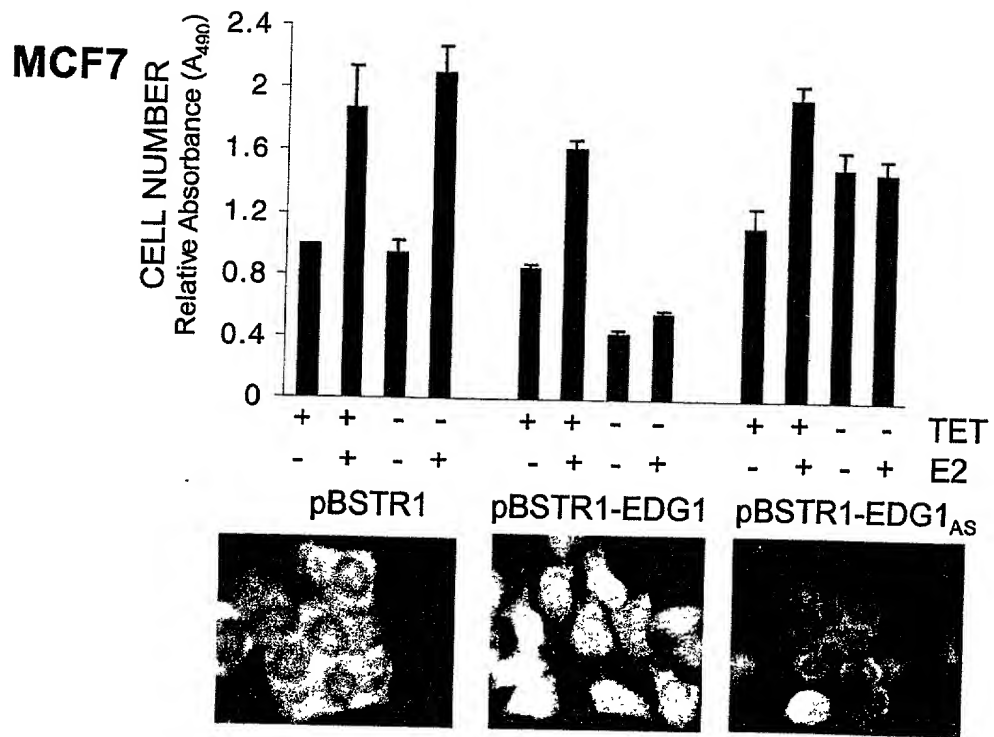 MCF7
CELL NUMBER
Relative Absorbance (A490)
2.4
2
1.6
1.2
0.8
0.4
0
+ + - - + + - - + + - - TET
- + - + - + - + - + - + E2
pBSTR1 pBSTR1-EDG1 pBSTR1-EDG1AS